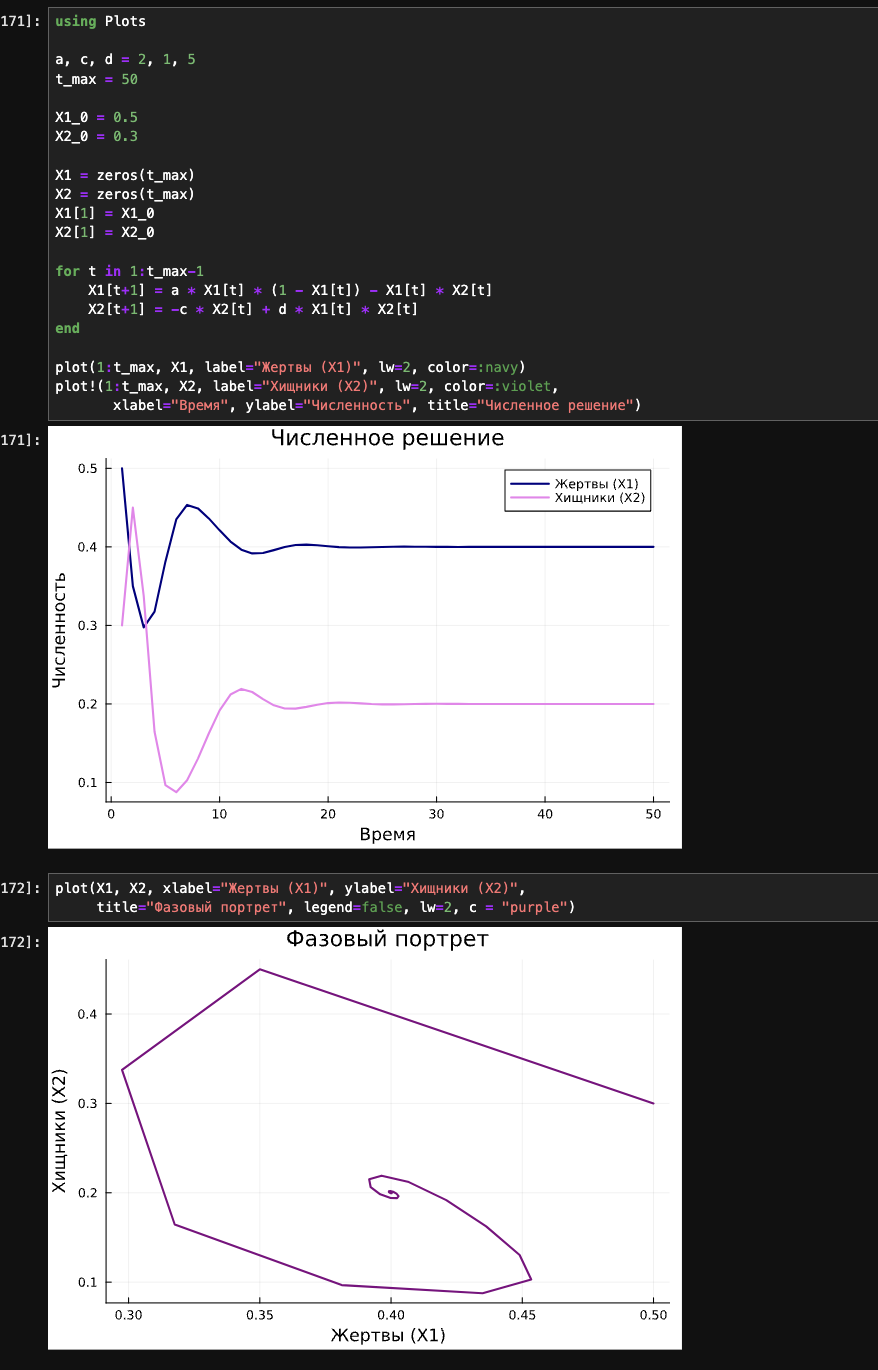 171]:
using Plots
a, c, d = 2, 1, 5
t_max = 50
X1_0 = 0.5
X2_0 = 0.3
X1 = zeros(t_max)
X2 = zeros(t_max)
X1[1] = X1_0
X2[1] = X2_0
for t in 1:t_max-1
    X1[t+1] = a * X1[t] * (1 - X1[t]) - X1[t] * X2[t]
    X2[t+1] = -c * X2[t] + d * X1[t] * X2[t]
end
plot(1:t_max, X1, label="Жертвы (X1)", lw=2, color=:navy)
plot!(1:t_max, X2, label="Хищники (X2)", lw=2, color=:violet,
       xlabel="Время", ylabel="Численность", title="Численное решение")
171]:
Численное решение
Жертвы (X1)
Хищники (X2)
0.5
0.4
0.3
0.2
0.1
Численность
0 10 20 30 40 50
Время
172]:
plot(X1, X2, xlabel="Жертвы (X1)", ylabel="Хищники (X2)",
     title="Фазовый портрет", legend=false, lw=2, c = "purple")
172]:
Фазовый портрет
0.4
0.3
0.2
0.1
Хищники (X2)
0.30 0.35 0.40 0.45 0.50
Жертвы (X1)